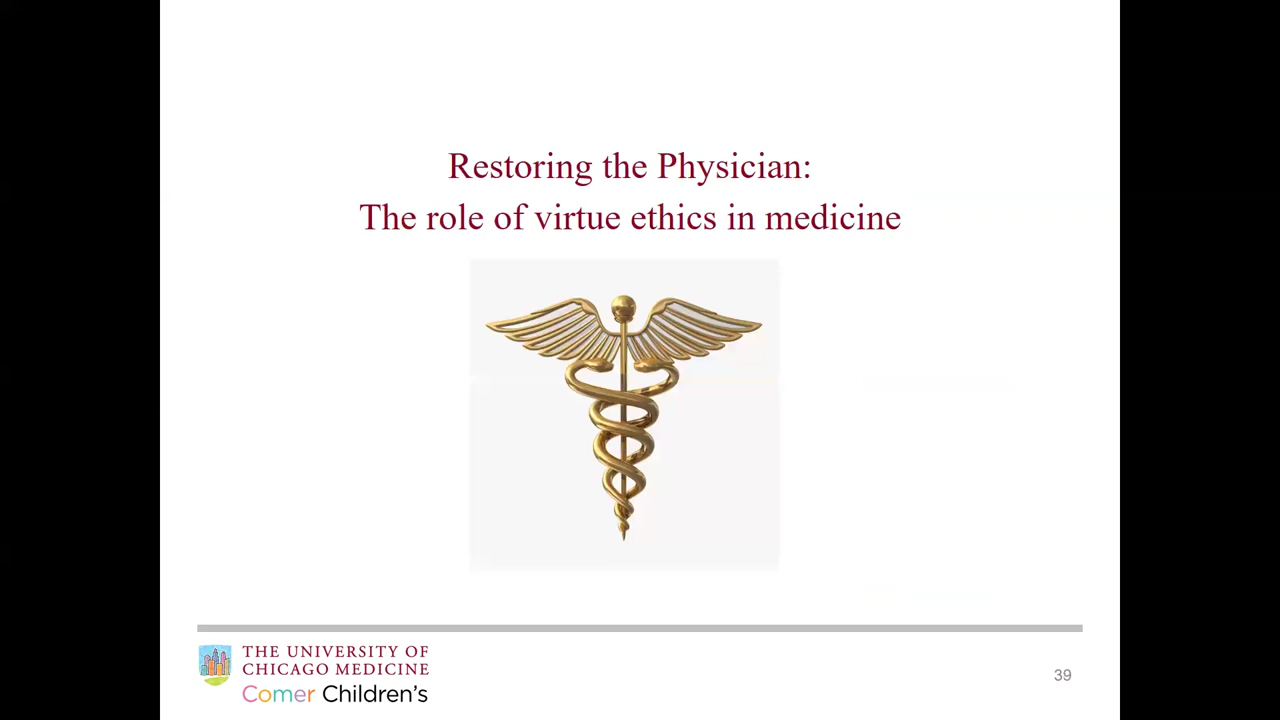 Restoring the Physician:
The role of virtue ethics in medicine
THE UNIVERSITY OF
CHICAGO MEDICINE
Comer Children's
39